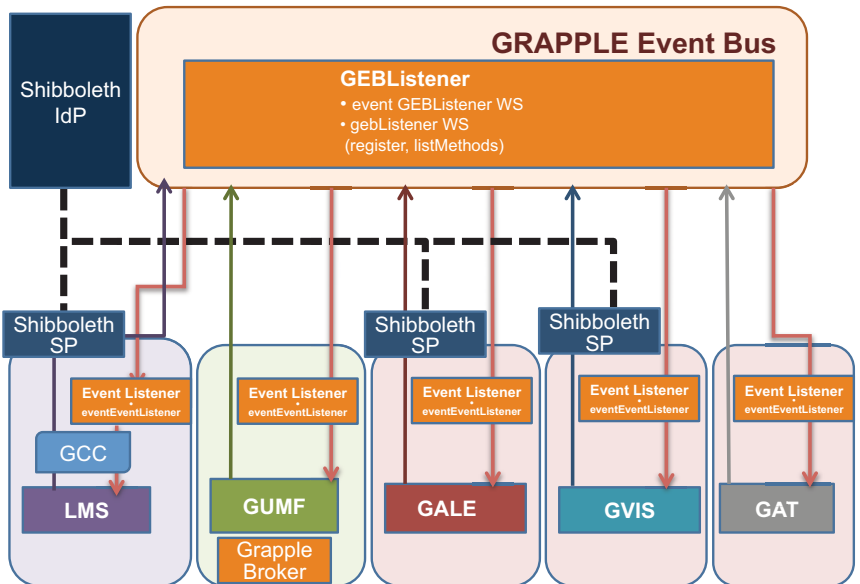 GRAPPLE Event Bus
Shibboleth
IdP
GEBListener
• event GEBListener WS
• gebListener WS
(register, listMethods)
Shibboleth
SP
Shibboleth
SP
Shibboleth
SP
Event Listener
•
eventEventListener
Event Listener
•
eventEventListener
Event Listener
•
eventEventListener
Event Listener
•
eventEventListener
Event Listener
•
eventEventListener
GCC
LMS
GUMF
GALE
GVIS
GAT
Grapple
Broker